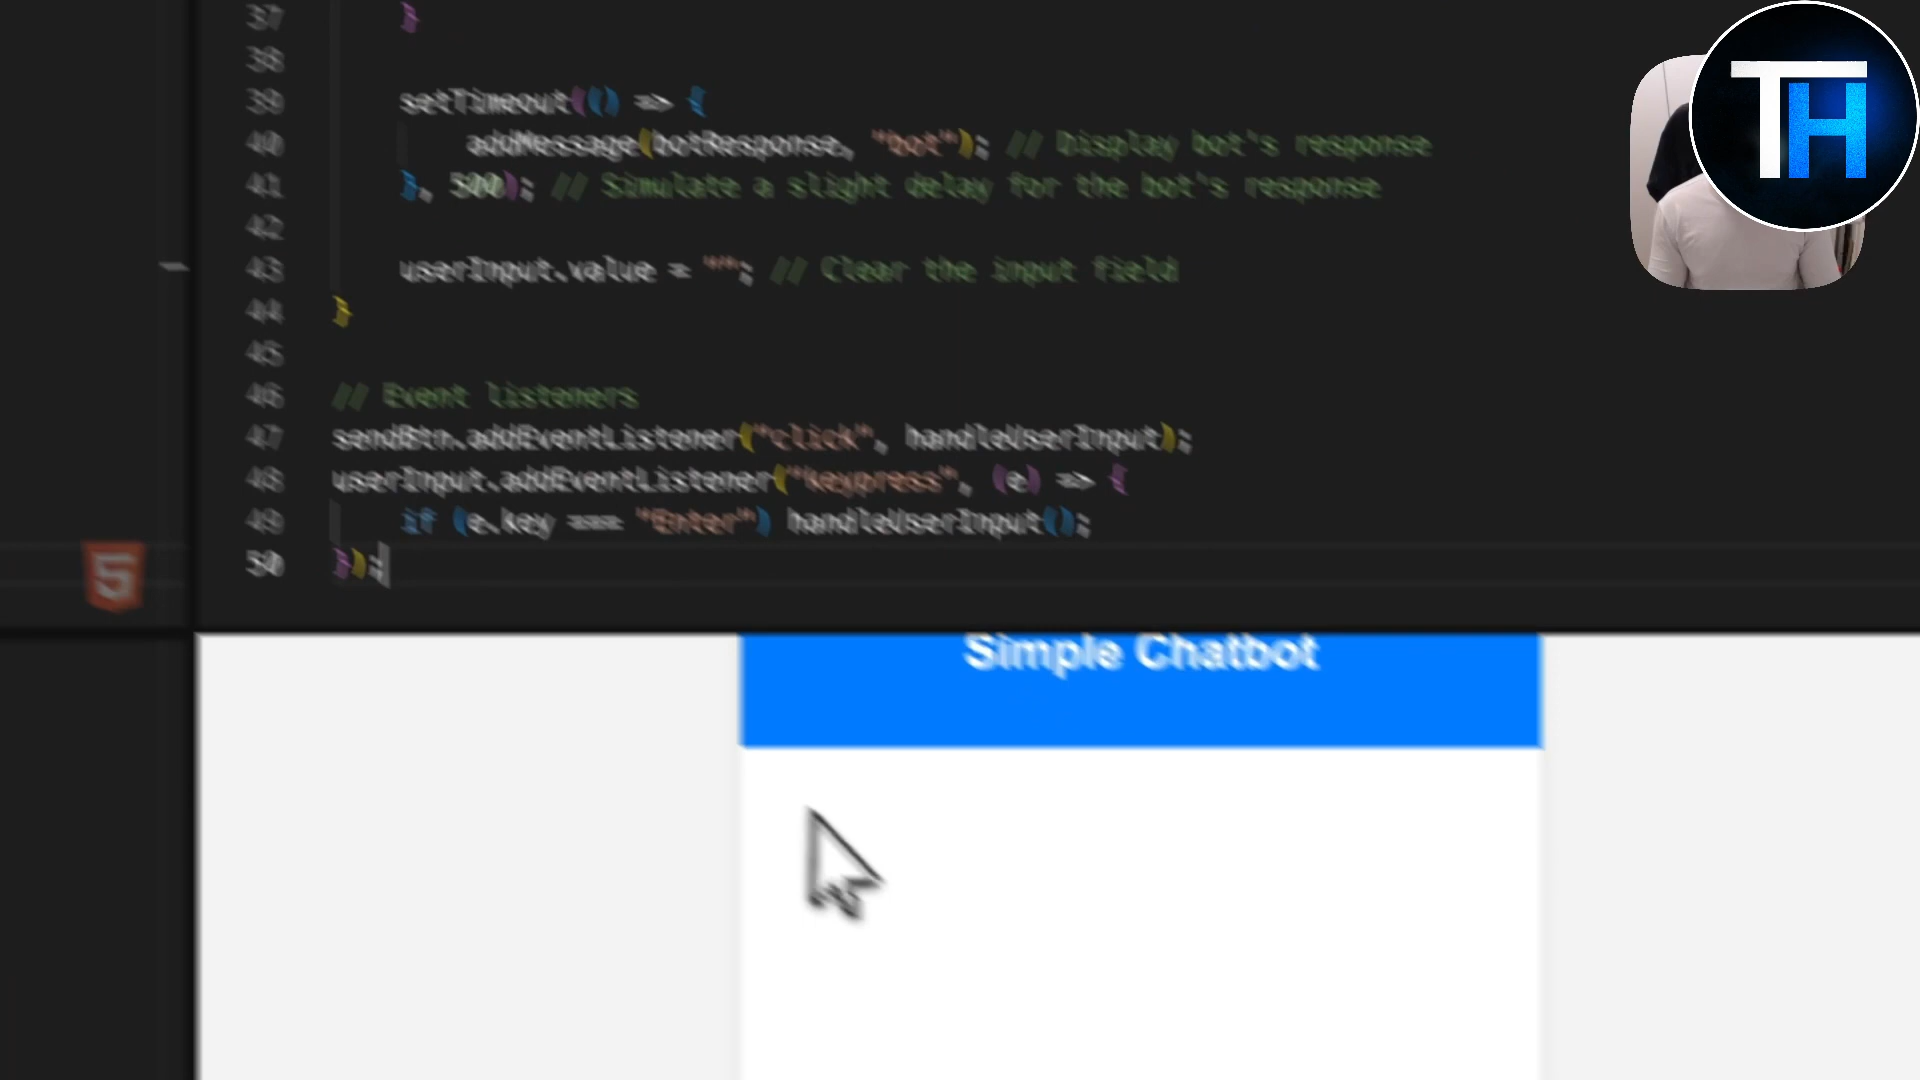 37 }
38
39 setTimeout(() => {
40 addMessage(botResponse, "bot"); // Display bot's response
41 }, 500); // Simulate a slight delay for the bot's response
42
43 userInput.value = ""; // Clear the input field
44 }
45
46 // Event listeners
47 sendBtn.addEventListener("click", handleUserInput);
48 userInput.addEventListener("keypress", (e) => {
49 if (e.key === "Enter") handleUserInput();
50 });
5
Simple Chatbot
TH